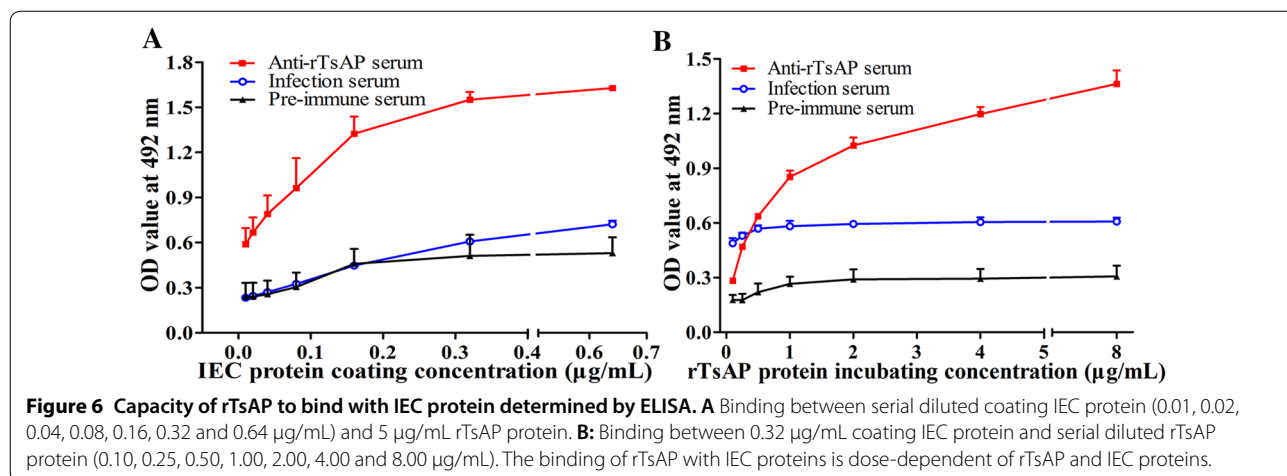 A
B
Anti-rTsAP serum
Infection serum
Pre-immune serum
OD value at 492 nm
1.8
1.5
1.2
0.9
0.6
0.3
0.0
0.0 0.1 0.2 0.3 0.4 0.6 0.7
IEC protein coating concentration (µg/mL)
Anti-rTsAP serum
Infection serum
Pre-immune serum
OD value at 492 nm
1.5
1.2
0.9
0.6
0.3
0.0
0 1 2 3 4 5 8
rTsAP protein incubating concentration (µg/mL)
Figure 6 Capacity of rTsAP to bind with IEC protein determined by ELISA. A Binding between serial diluted coating IEC protein (0.01, 0.02,
0.04, 0.08, 0.16, 0.32 and 0.64 µg/mL) and 5 µg/mL rTsAP protein. B: Binding between 0.32 µg/mL coating IEC protein and serial diluted rTsAP
protein (0.10, 0.25, 0.50, 1.00, 2.00, 4.00 and 8.00 µg/mL). The binding of rTsAP with IEC proteins is dose-dependent of rTsAP and IEC proteins.